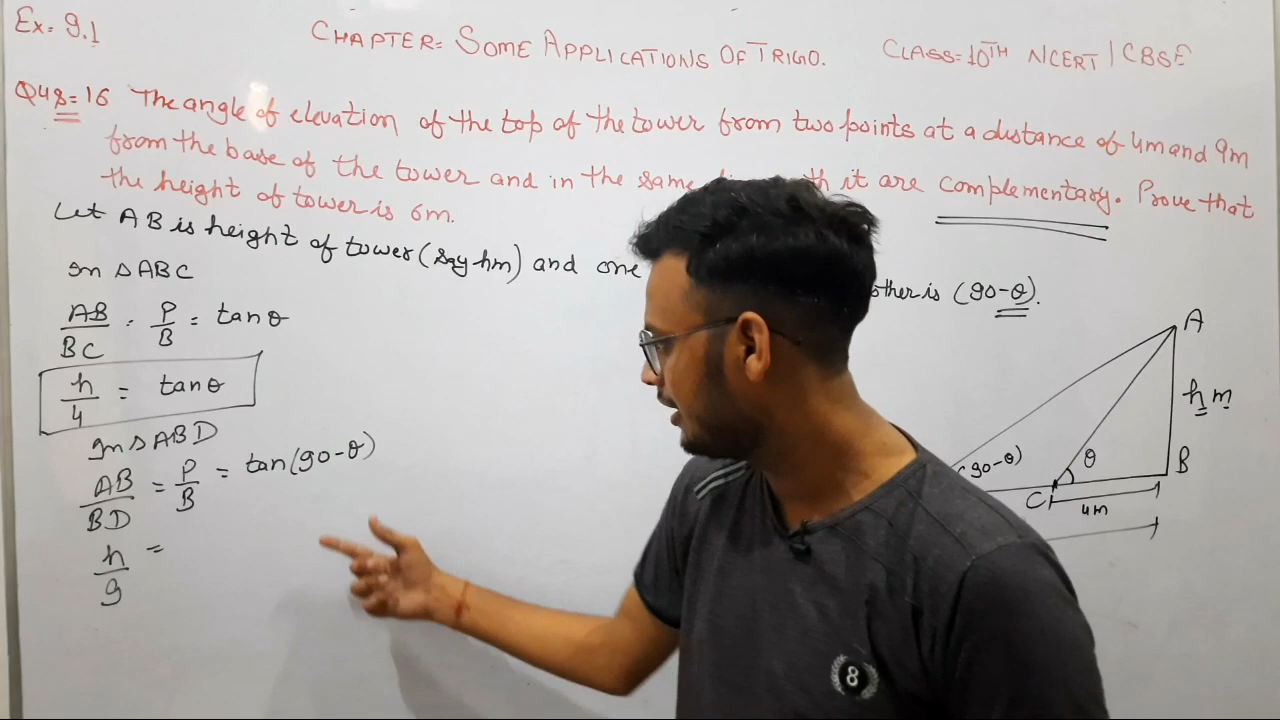 Ex. 9.1
CHAPTER= SOME APPLICATIONS OF TRIGO.
CLASS=10TH NCERT | CBSE
Qus=16 The angle of elevation of the top of the tower from two points at a distance of 4m and 9m
from the base of the tower and in the same it are complementary. Prove that
the height of tower is 6m.
Let AB is height of tower (say hm) and one other is (90-θ).
In △ABC
AB/BC = P/B = tanθ
h/4 = tanθ
In △ABD
AB/BD = P/B = tan(90-θ)
h/9 =
A
h m
B
θ
(90-θ)
C
4m
8